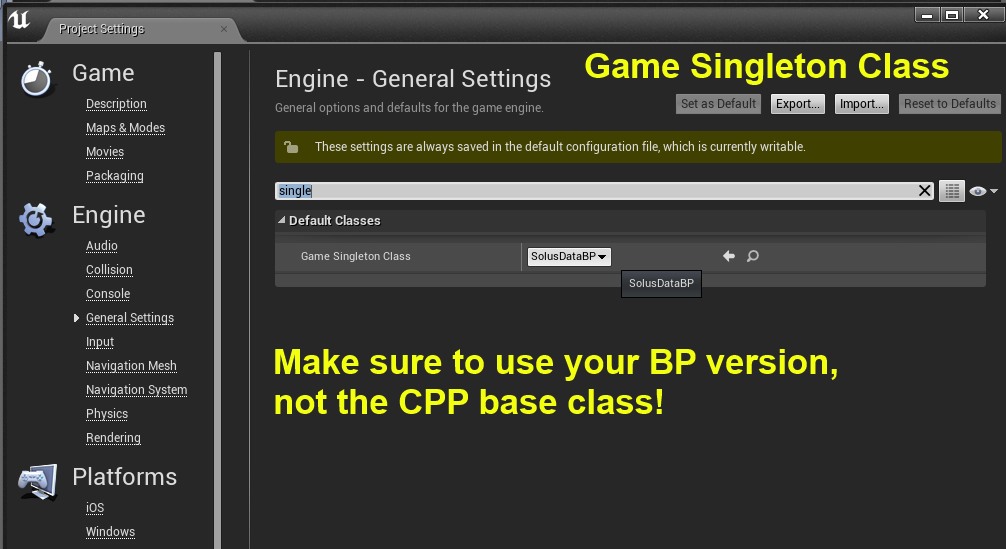 Project Settings
Game
Description
Maps & Modes
Movies
Packaging
Engine
Audio
Collision
Console
General Settings
Input
Navigation Mesh
Navigation System
Physics
Rendering
Platforms
iOS
Windows
Game Singleton Class
Engine - General Settings
General options and defaults for the game engine.
Set as Default
Export...
Import...
Reset to Defaults
These settings are always saved in the default configuration file, which is currently writable.
single
Default Classes
Game Singleton Class
SolusDataBP
SolusDataBP
Make sure to use your BP version,
not the CPP base class!